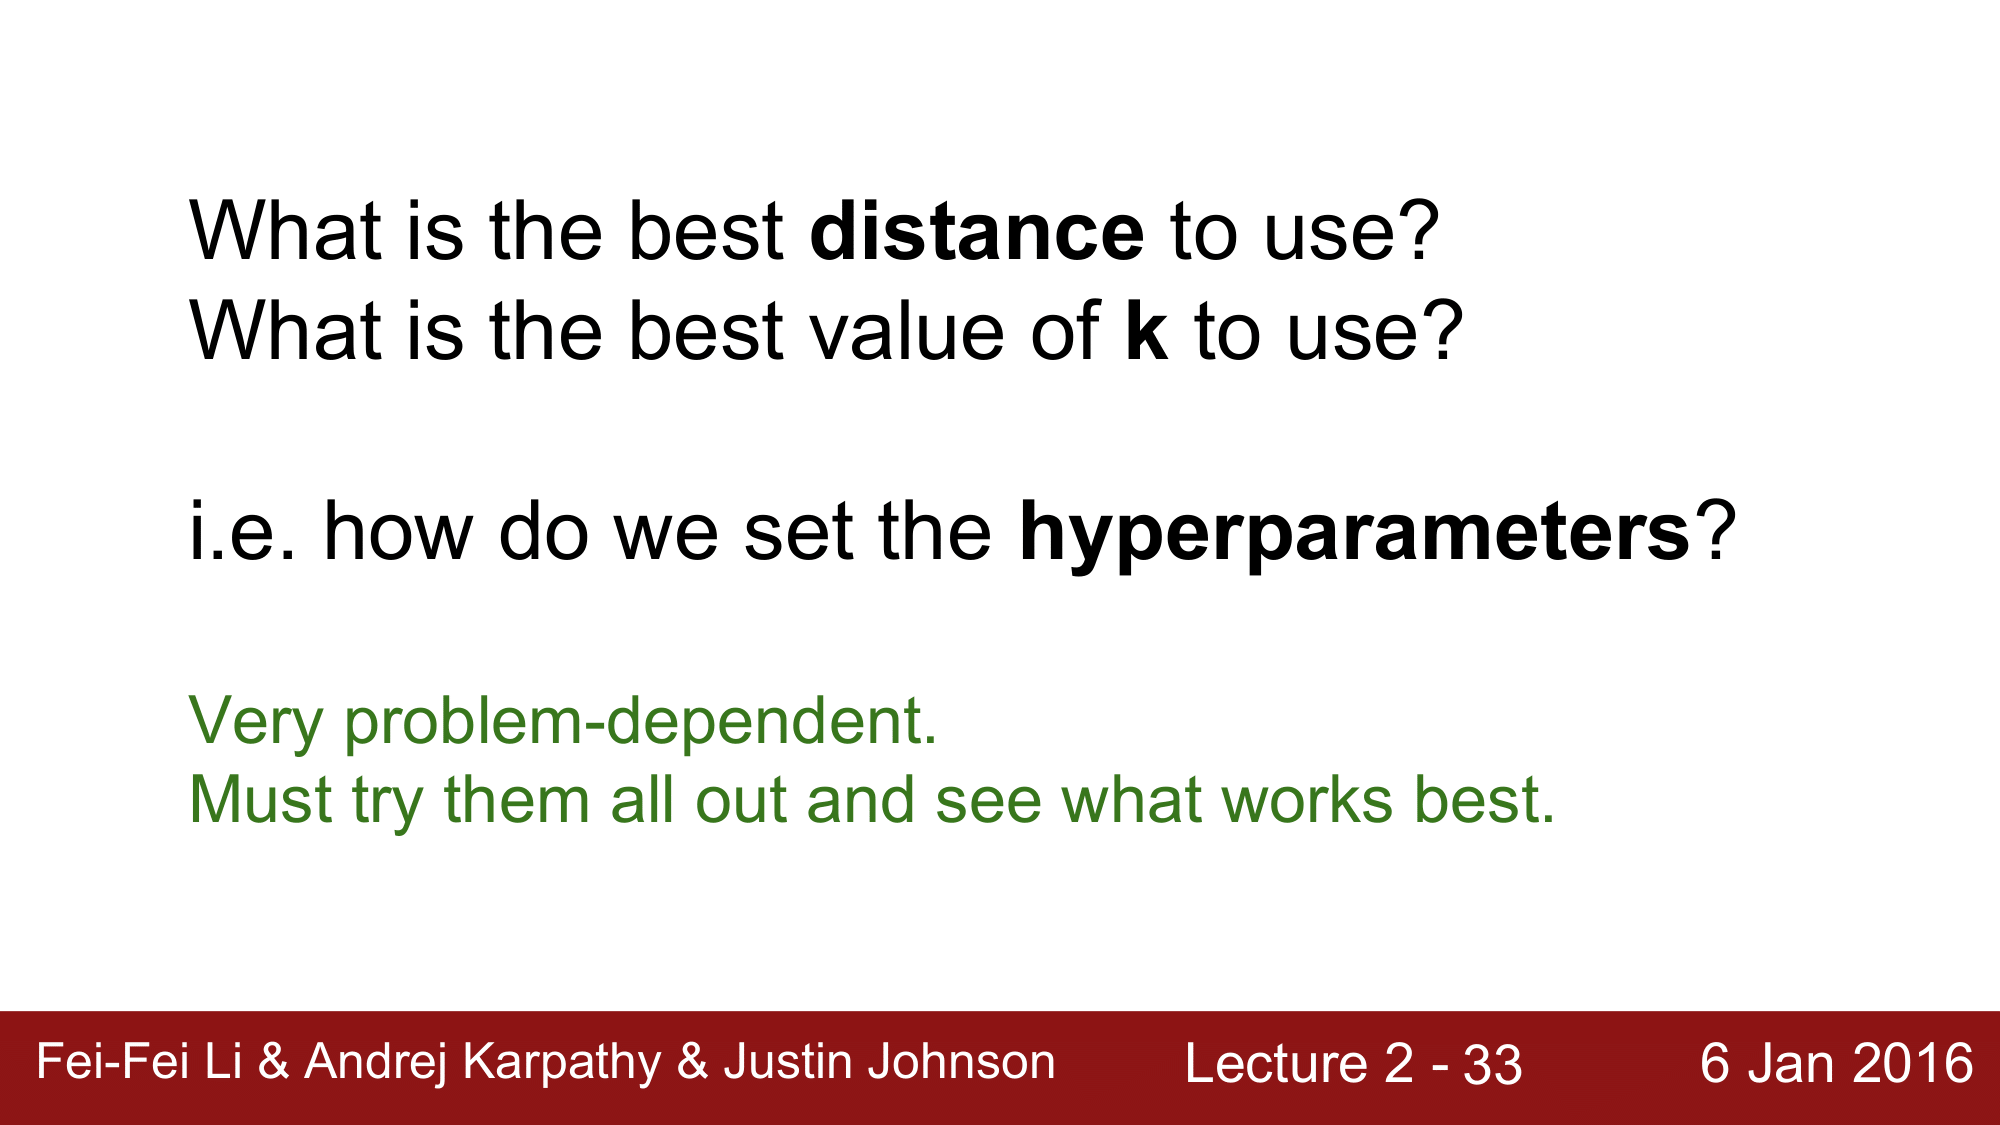 What is the best distance to use?
What is the best value of k to use?
i.e. how do we set the hyperparameters?
Very problem-dependent.
Must try them all out and see what works best.
Fei-Fei Li & Andrej Karpathy & Justin Johnson
Lecture 2 - 33
6 Jan 2016